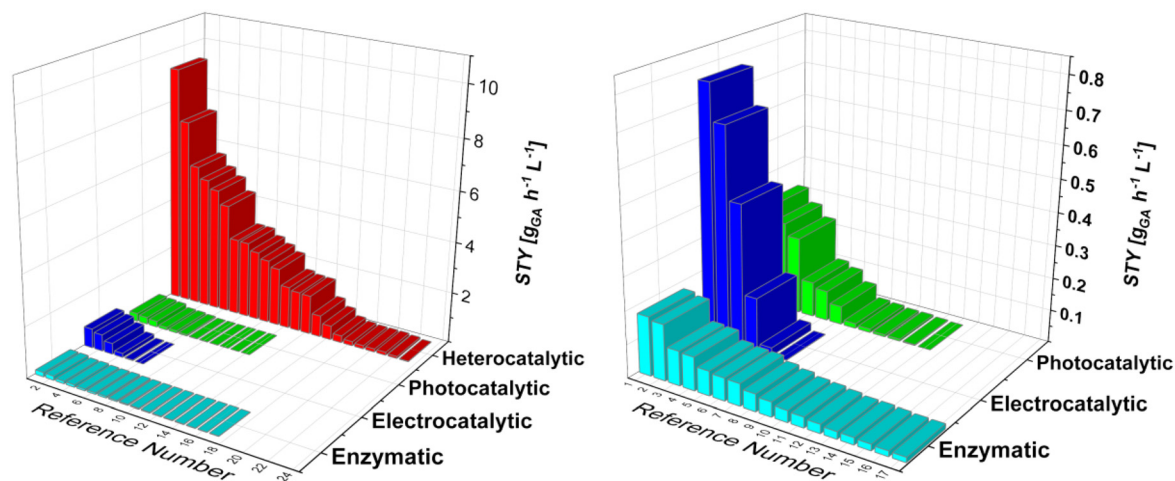 10
8
6
4
2
STY [gGA h-1 L-1]
Heterocatalytic
Photocatalytic
Electrocatalytic
Enzymatic
2 4 6 8 10 12 14 16 18 20 22 24
Reference Number
0.8
0.7
0.6
0.5
0.4
0.3
0.2
0.1
STY [gGA h-1 L-1]
Photocatalytic
Electrocatalytic
Enzymatic
1 2 3 4 5 6 7 8 9 10 11 12 13 14 15 16 17
Reference Number